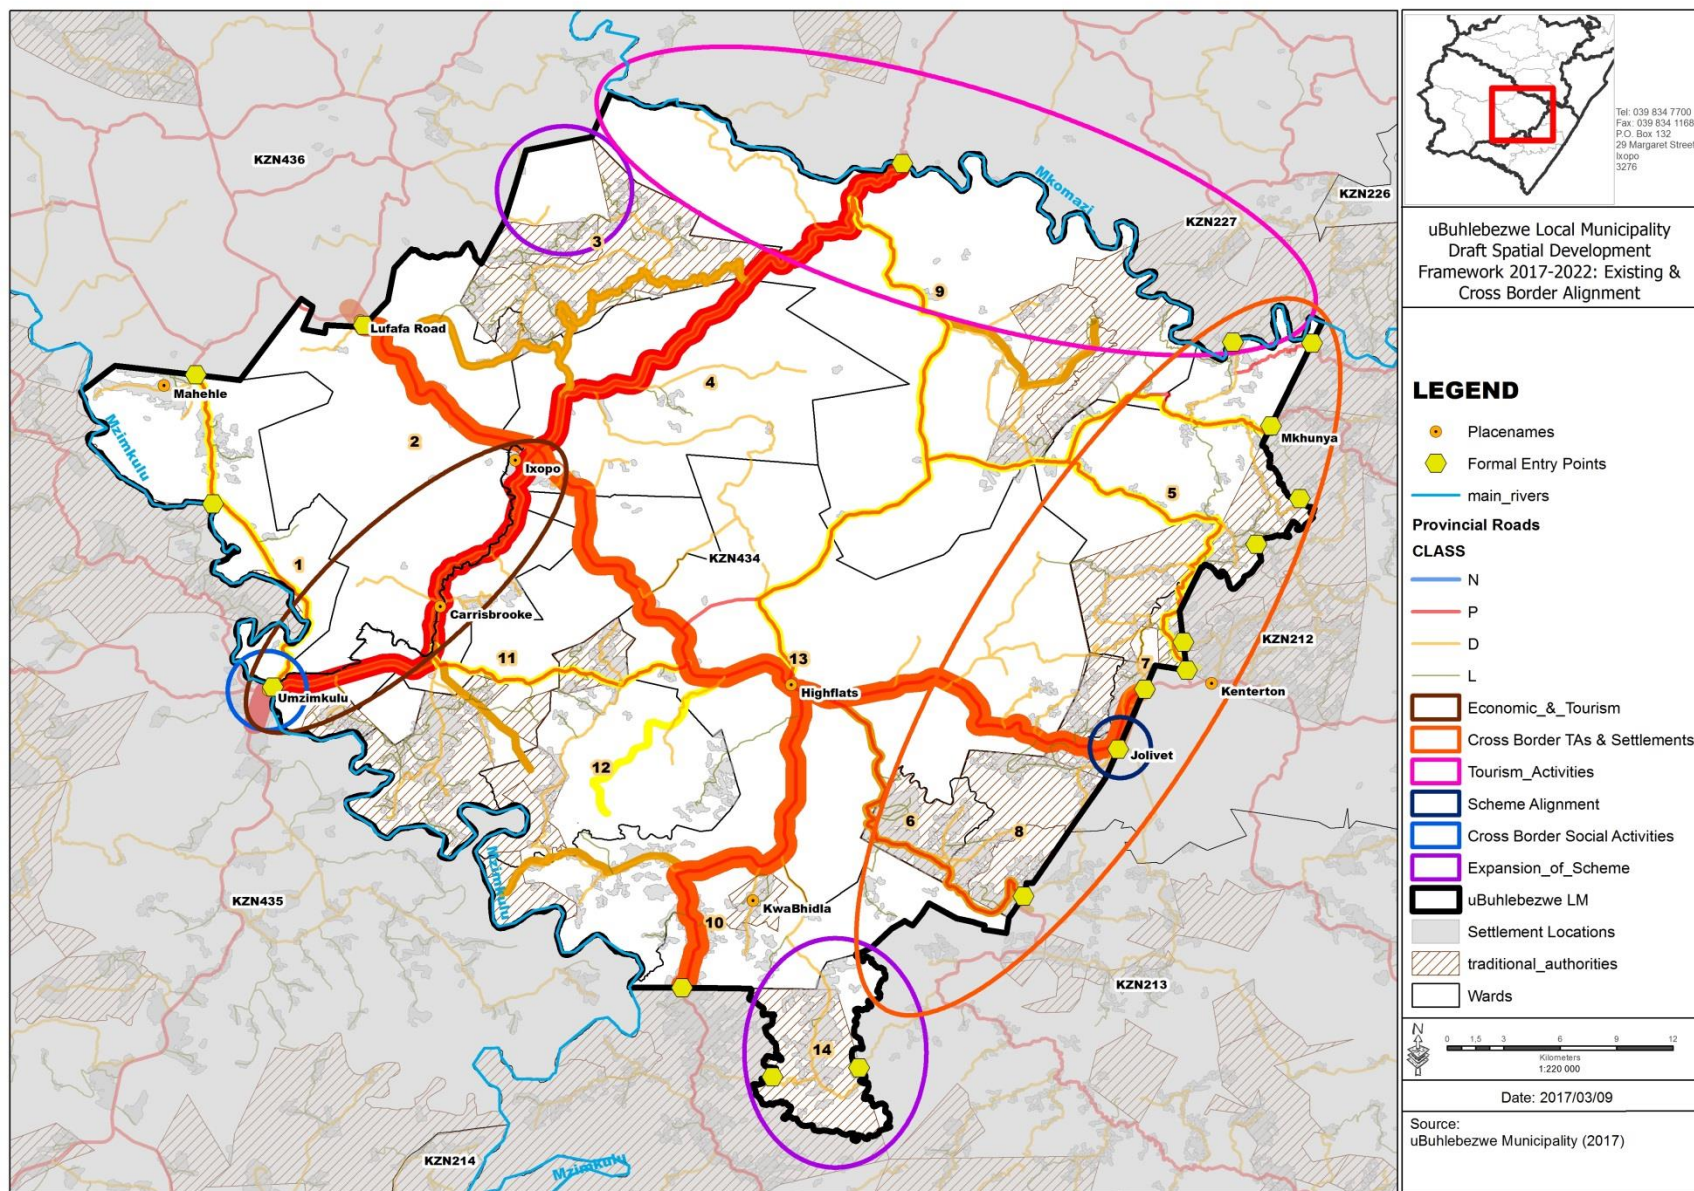 KZN436
KZN227
KZN226
Mkomazi
3
9
Lufafa Road
Mahehle
Mzimkulu
2
4
Ixopo
Mkhunya
5
1
KZN434
Carrisbrooke
KZN212
11
13
7
Umzimkulu
Highflats
Kenterton
Jolivet
12
6
8
Mzimkulu
KZN435
10
KwaBhidla
KZN213
14
KZN214
Mzimkulu
Tel: 039 834 7700
Fax: 039 834 1168
P.O. Box 132
29 Margaret Street
Ixopo
3276
uBuhlebezwe Local Municipality
Draft Spatial Development
Framework 2017-2022: Existing &
Cross Border Alignment
LEGEND
Placenames
Formal Entry Points
main_rivers
Provincial Roads
CLASS
N
P
D
L
Economic_&_Tourism
Cross Border TAs & Settlements
Tourism_Activities
Scheme Alignment
Cross Border Social Activities
Expansion_of_Scheme
uBuhlebezwe LM
Settlement Locations
traditional_authorities
Wards
N
0 1,5 3 6 9 12
Kilometers
1:220 000
Date: 2017/03/09
Source:
uBuhlebezwe Municipality (2017)